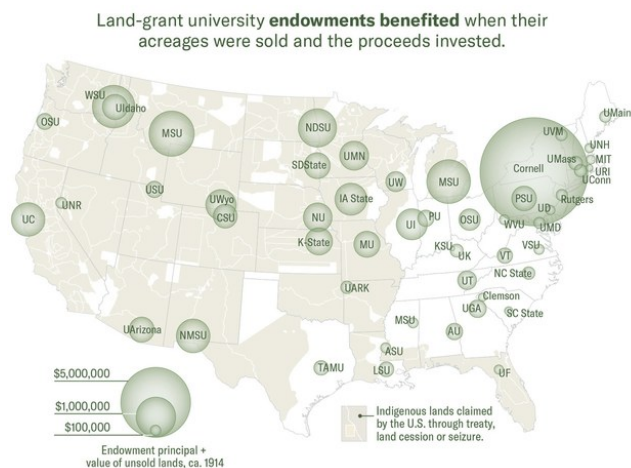 Land-grant university endowments benefited when their
acreages were sold and the proceeds invested.
WSU
UIdaho
OSU
MSU
NDSU
UMN
SDState
UW
MSU
UMain
UVM
UNH
MIT
UMass
URI
UConn
Cornell
PSU
Rutgers
UD
UMD
WVU
USU
UWyo
CSU
NU
IA State
UNR
UC
K-State
MU
UI
PU
OSU
KSU
UK
VSU
VT
NC State
UARK
UT
Clemson
UGA
SC State
MSU
AU
UArizona
NMSU
ASU
LSU
TAMU
UF
$5,000,000
$1,000,000
$100,000
Endowment principal +
value of unsold lands, ca. 1914
Indigenous lands claimed
by the U.S. through treaty,
land cession or seizure.